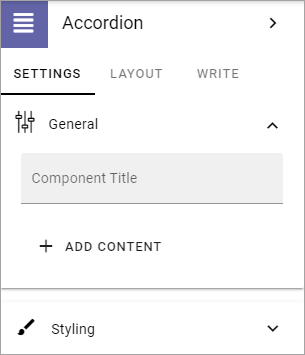 Accordion
SETTINGS LAYOUT WRITE
General
Component Title
ADD CONTENT
Styling